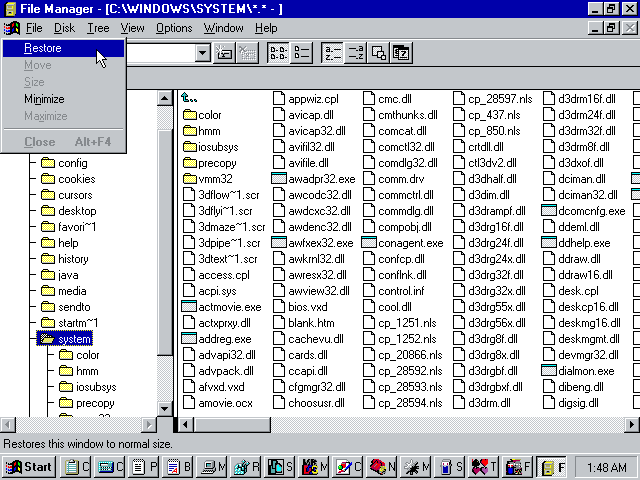 File Manager - [C:\WINDOWS\SYSTEM\*.* - ]
File Disk Tree View Options Window Help
Restore
Move
Size
Minimize
Maximize
Close Alt+F4
config
cookies
cursors
desktop
favori~1
help
history
java
media
sendto
startm~1
system
color
hmm
iosubsys
precopy
color
hmm
iosubsys
precopy
vmm32
3dflow~1.scr
3dflyi~1.scr
3dmaze~1.scr
3dpipe~1.scr
3dtext~1.scr
access.cpl
acpi.sys
actmovie.exe
actxprxy.dll
addreg.exe
advapi32.dll
advpack.dll
afvxd.vxd
amovie.ocx
appwiz.cpl
avicap.dll
avicap32.dll
avifil32.dll
avifile.dll
awadpr32.exe
awcodc32.dll
awdcxc32.dll
awdenc32.dll
awfxex32.exe
awkrnl32.dll
awresx32.dll
awview32.dll
bios.vxd
blank.htm
cachevu.dll
cards.dll
ccapi.dll
cfgmgr32.dll
choosusr.dll
cmc.dll
cmthunks.dll
comcat.dll
comctl32.dll
comdlg32.dll
comm.drv
commctrl.dll
commdlg.dll
compobj.dll
conagent.exe
confcp.dll
conflnk.dll
control.inf
cool.dll
cp_1251.nls
cp_1252.nls
cp_20866.nls
cp_28592.nls
cp_28593.nls
cp_28594.nls
cp_28597.nls
cp_437.nls
cp_850.nls
crtdll.dll
ctl3dv2.dll
d3dhalf.dll
d3dim.dll
d3drampf.dll
d3drg16f.dll
d3drg24f.dll
d3drg24x.dll
d3drg32f.dll
d3drg32x.dll
d3drg55x.dll
d3drg56x.dll
d3drg8f.dll
d3drg8x.dll
d3drgbf.dll
d3drgbxf.dll
d3drm.dll
d3drm16f.dll
d3drm24f.dll
d3drm32f.dll
d3dxof.dll
dciman.dll
dciman32.dll
dcomcnfg.exe
ddeml.dll
ddhelp.exe
ddraw.dll
ddraw16.dll
desk.cpl
deskcp16.dll
deskmg16.dll
deskmgmt.dll
devmgr32.dll
dialmon.exe
dibeng.dll
digsig.dll
Restores this window to normal size.
Start C C P B M R S M C N M S T F F 1:48 AM